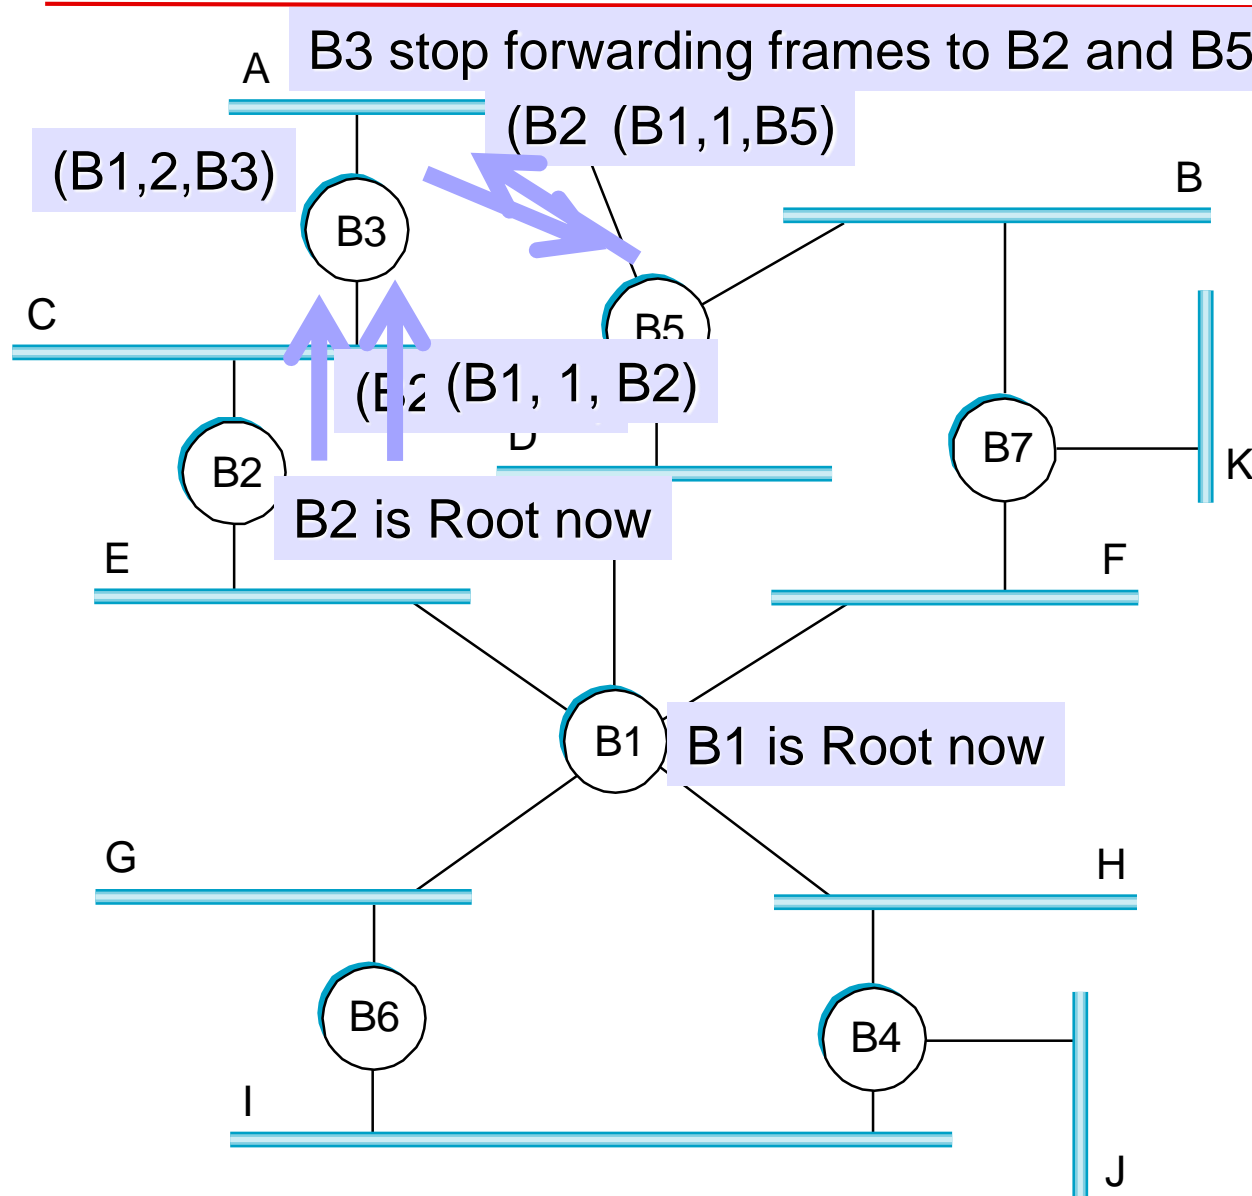 B3 stop forwarding frames to B2 and B5
A
(B2 (B1,1,B5)
(B1,2,B3)
B
B3
C
B5
(B2 (B1, 1, B2)
D
B7
K
B2
B2 is Root now
E
F
B1
B1 is Root now
G
H
B6
B4
I
J